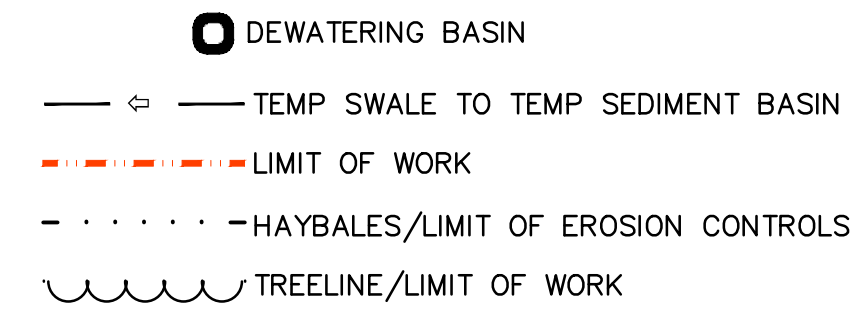 DEWATERING BASIN
TEMP SWALE TO TEMP SEDIMENT BASIN
LIMIT OF WORK
HAYBALES/LIMIT OF EROSION CONTROLS
TREELINE/LIMIT OF WORK